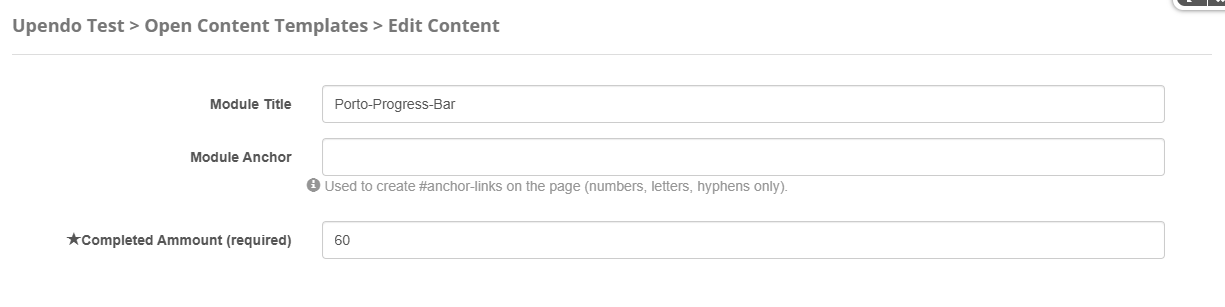 Upendo Test > Open Content Templates > Edit Content
Module Title
Porto-Progress-Bar
Module Anchor
Used to create #anchor-links on the page (numbers, letters, hyphens only).
★Completed Ammount (required)
60